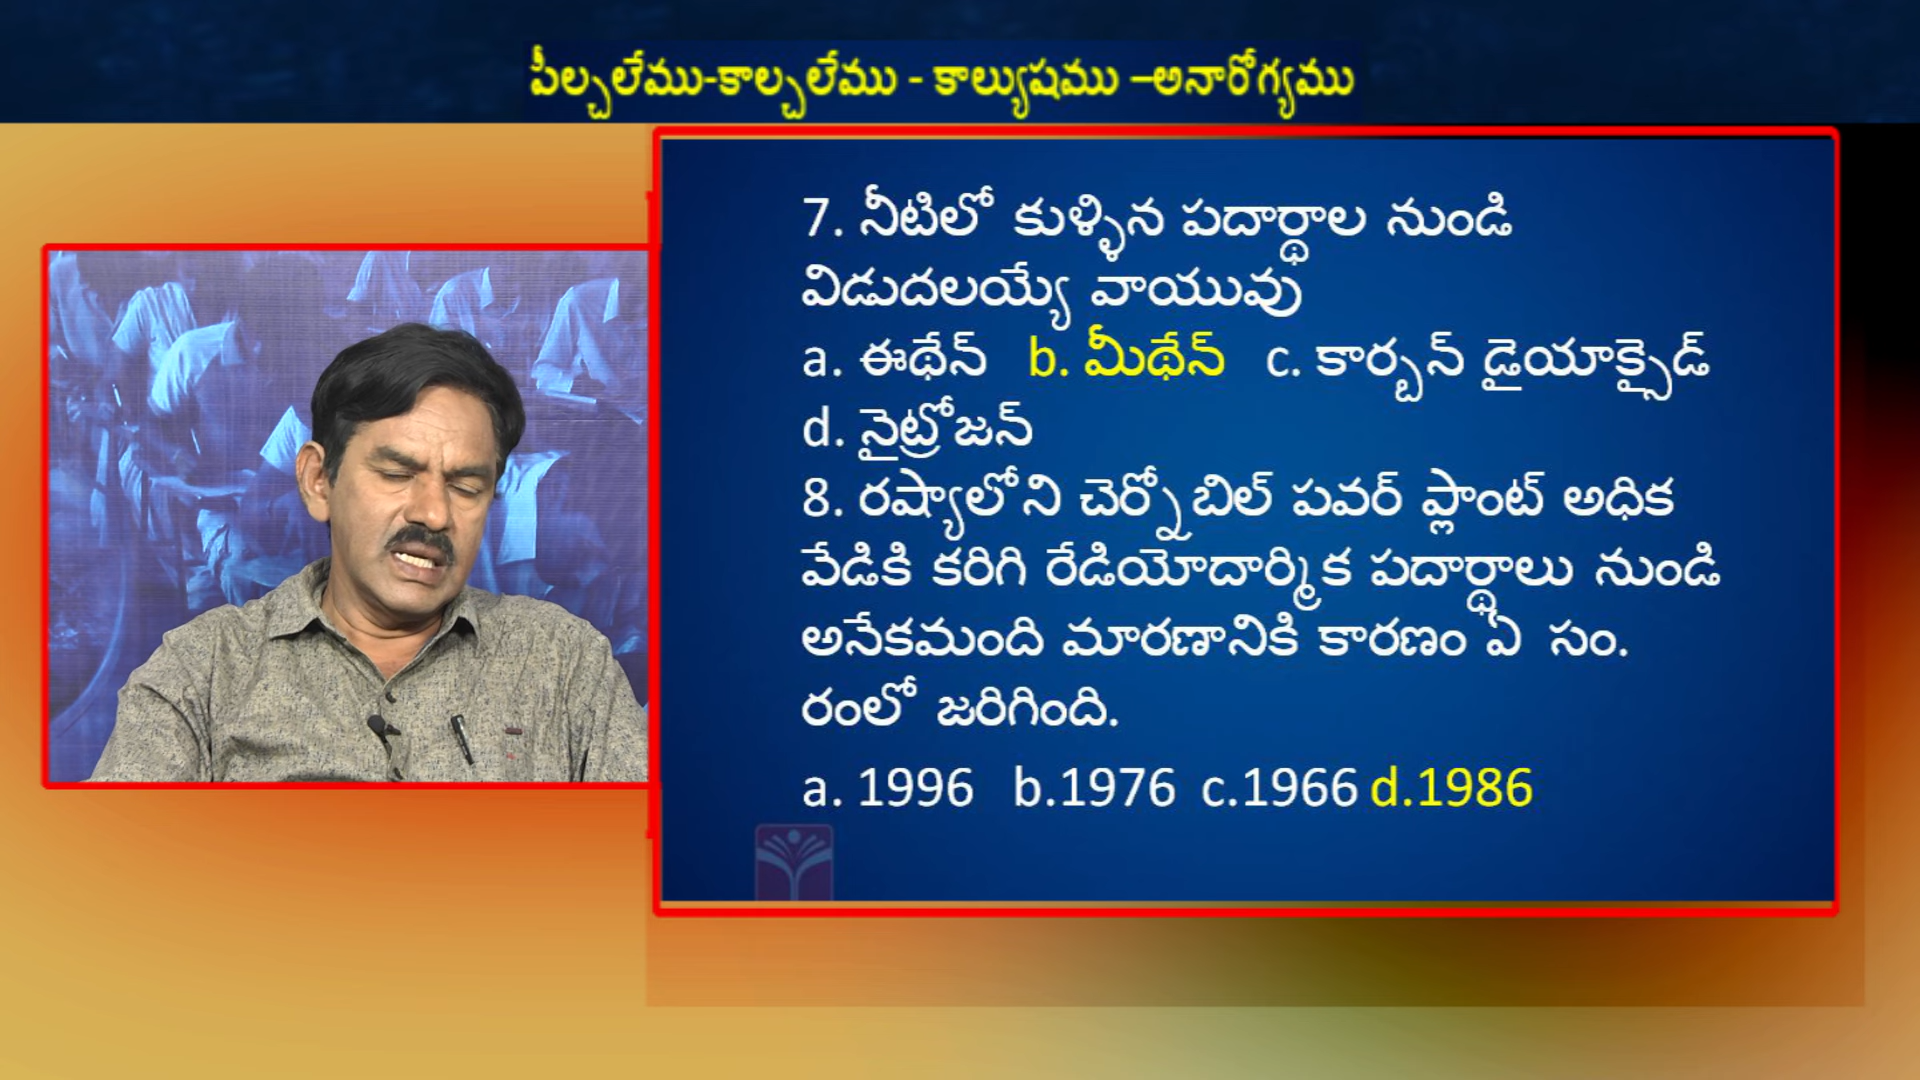 పీల్చలేము-కాల్చలేము - కాల్యుషము –అనారోగ్యము
7. నీటిలో కుళ్ళిన పదార్థాల నుండి
విడుదలయ్యే వాయువు
a. ఈథేన్ b. మీథేన్ c. కార్బన్ డైయాక్సైడ్
d. నైట్రోజన్
8. రష్యాలోని చెర్నోబిల్ పవర్ ప్లాంట్ అధిక
వేడికి కరిగి రేడియోదార్మిక పదార్థాలు నుండి
అనేకమంది మారణానికి కారణం ఏ సం.
రంలో జరిగింది.
a. 1996 b.1976 c.1966 d.1986